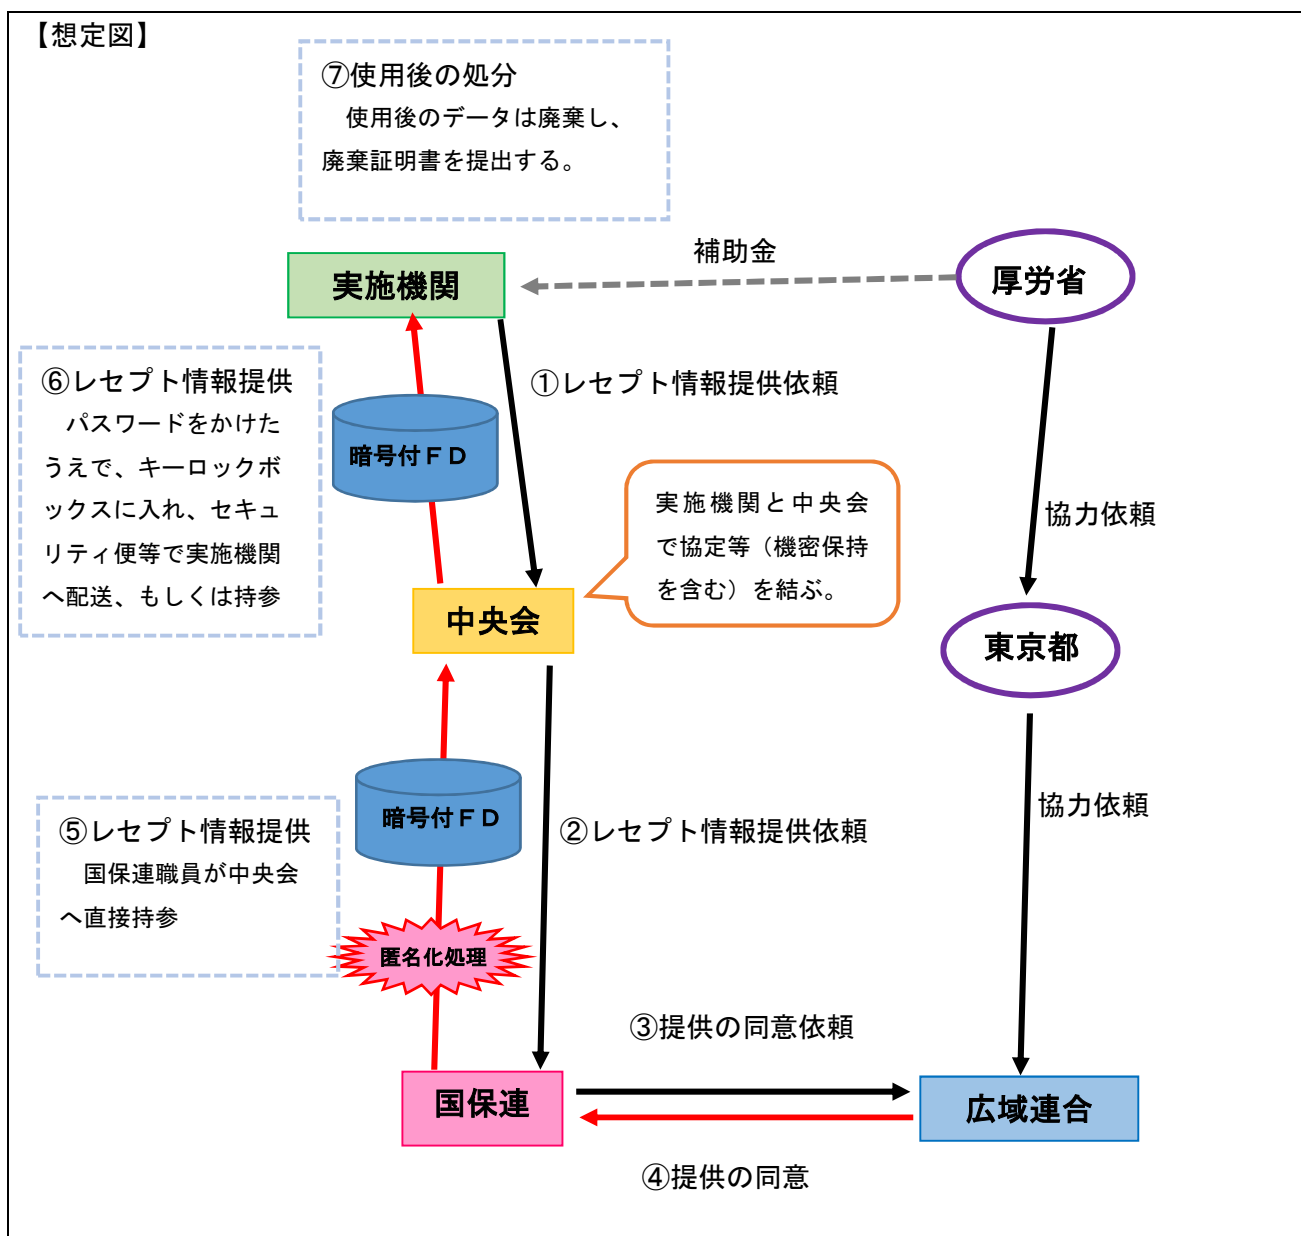 【想定図】
⑦使用後の処分
使用後のデータは廃棄し、
廃棄証明書を提出する。
補助金
厚労省
実施機関
⑥レセプト情報提供
パスワードをかけた
うえで、キーロックボ
ックスに入れ、セキュ
リティ便等で実施機関
へ配送、もしくは持参
①レセプト情報提供依頼
暗号付FD
実施機関と中央会
で協定等（機密保持
を含む）を結ぶ。
協力依頼
中央会
東京都
暗号付FD
⑤レセプト情報提供
国保連職員が中央会
へ直接持参
②レセプト情報提供依頼
協力依頼
匿名化処理
③提供の同意依頼
国保連
広域連合
④提供の同意